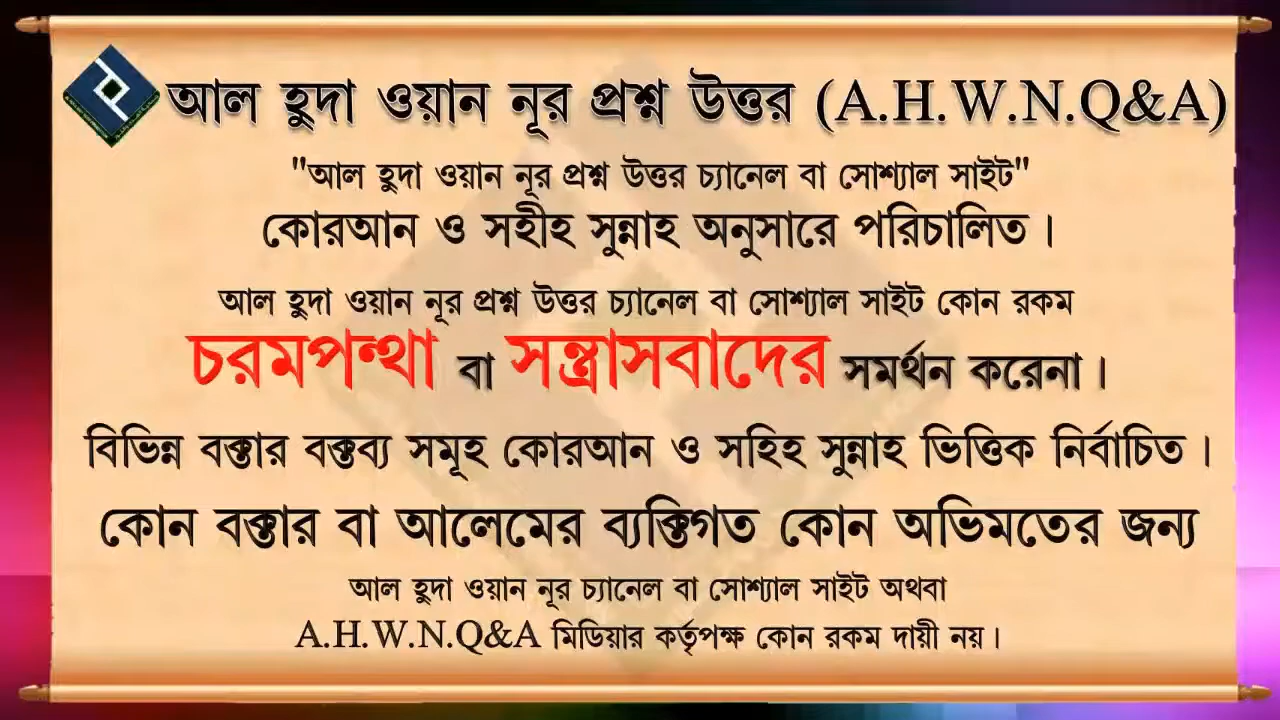 আল হুদা ওয়ান নূর প্রশ্ন উত্তর (A.H.W.N.Q&A)
"আল হুদা ওয়ান নূর প্রশ্ন উত্তর চ্যানেল বা সোশ্যাল সাইট"
কোরআন ও সহীহ সুন্নাহ অনুসারে পরিচালিত।
আল হুদা ওয়ান নূর প্রশ্ন উত্তর চ্যানেল বা সোশ্যাল সাইট কোন রকম
চরমপন্থা বা সন্ত্রাসবাদের সমর্থন করেনা।
বিভিন্ন বক্তার বক্তব্য সমূহ কোরআন ও সহিহ সুন্নাহ ভিত্তিক নির্বাচিত।
কোন বক্তার বা আলেমের ব্যক্তিগত কোন অভিমতের জন্য
আল হুদা ওয়ান নূর চ্যানেল বা সোশ্যাল সাইট অথবা
A.H.W.N.Q&A মিডিয়ার কর্তৃপক্ষ কোন রকম দায়ী নয়।